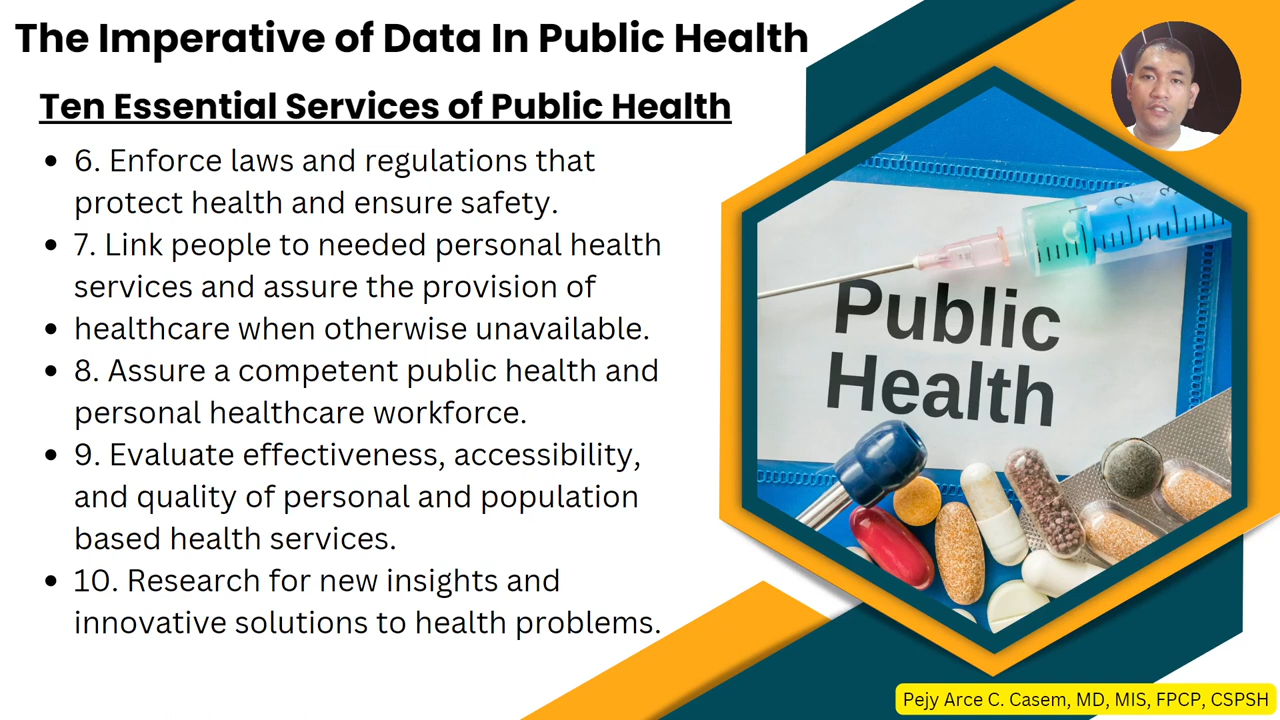 The Imperative of Data In Public Health
Ten Essential Services of Public Health
• 6. Enforce laws and regulations that
protect health and ensure safety.
• 7. Link people to needed personal health
services and assure the provision of
• healthcare when otherwise unavailable.
• 8. Assure a competent public health and
personal healthcare workforce.
• 9. Evaluate effectiveness, accessibility,
and quality of personal and population
based health services.
• 10. Research for new insights and
innovative solutions to health problems.
1 2 3
Public
Health
Pejy Arce C. Casem, MD, MIS, FPCP, CSPSH